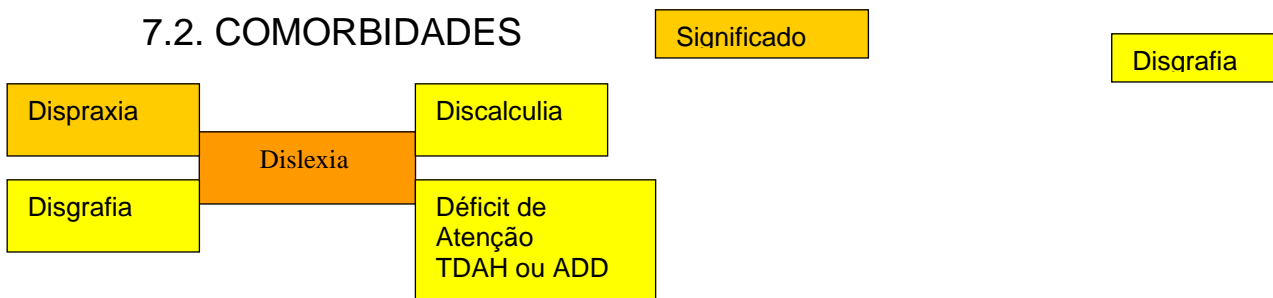 7.2. COMORBIDADES
Significado
Disgrafia
Dispraxia
Discalculia
Dislexia
Disgrafia
Déficit de
Atenção
TDAH ou ADD